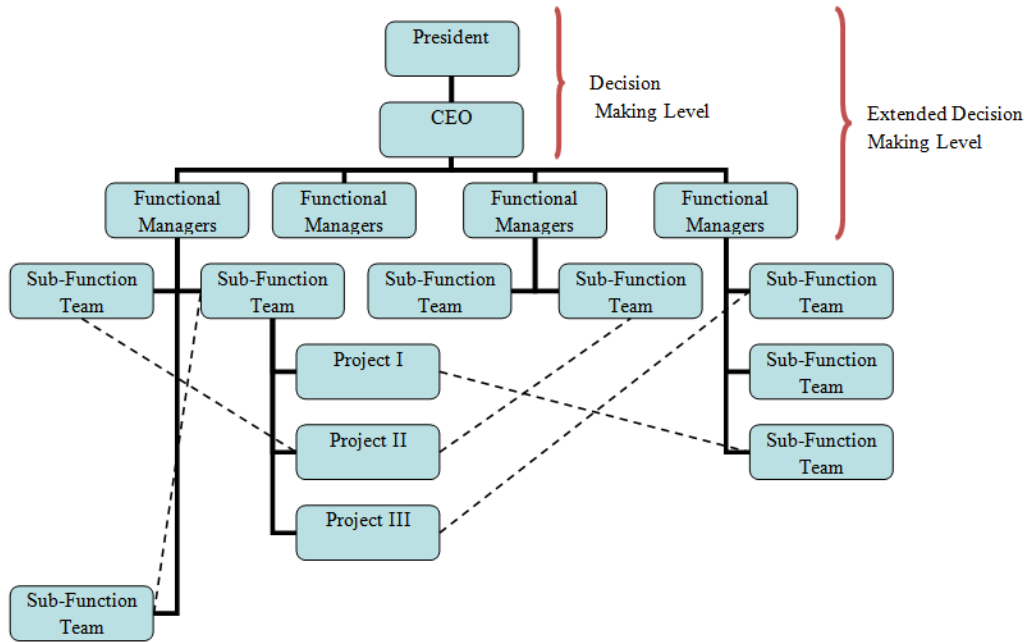 President
Decision
Making Level
CEO
Extended Decision
Making Level
Functional
Managers
Functional
Managers
Functional
Managers
Functional
Managers
Sub-Function
Team
Sub-Function
Team
Sub-Function
Team
Sub-Function
Team
Sub-Function
Team
Project I
Sub-Function
Team
Project II
Sub-Function
Team
Project III
Sub-Function
Team